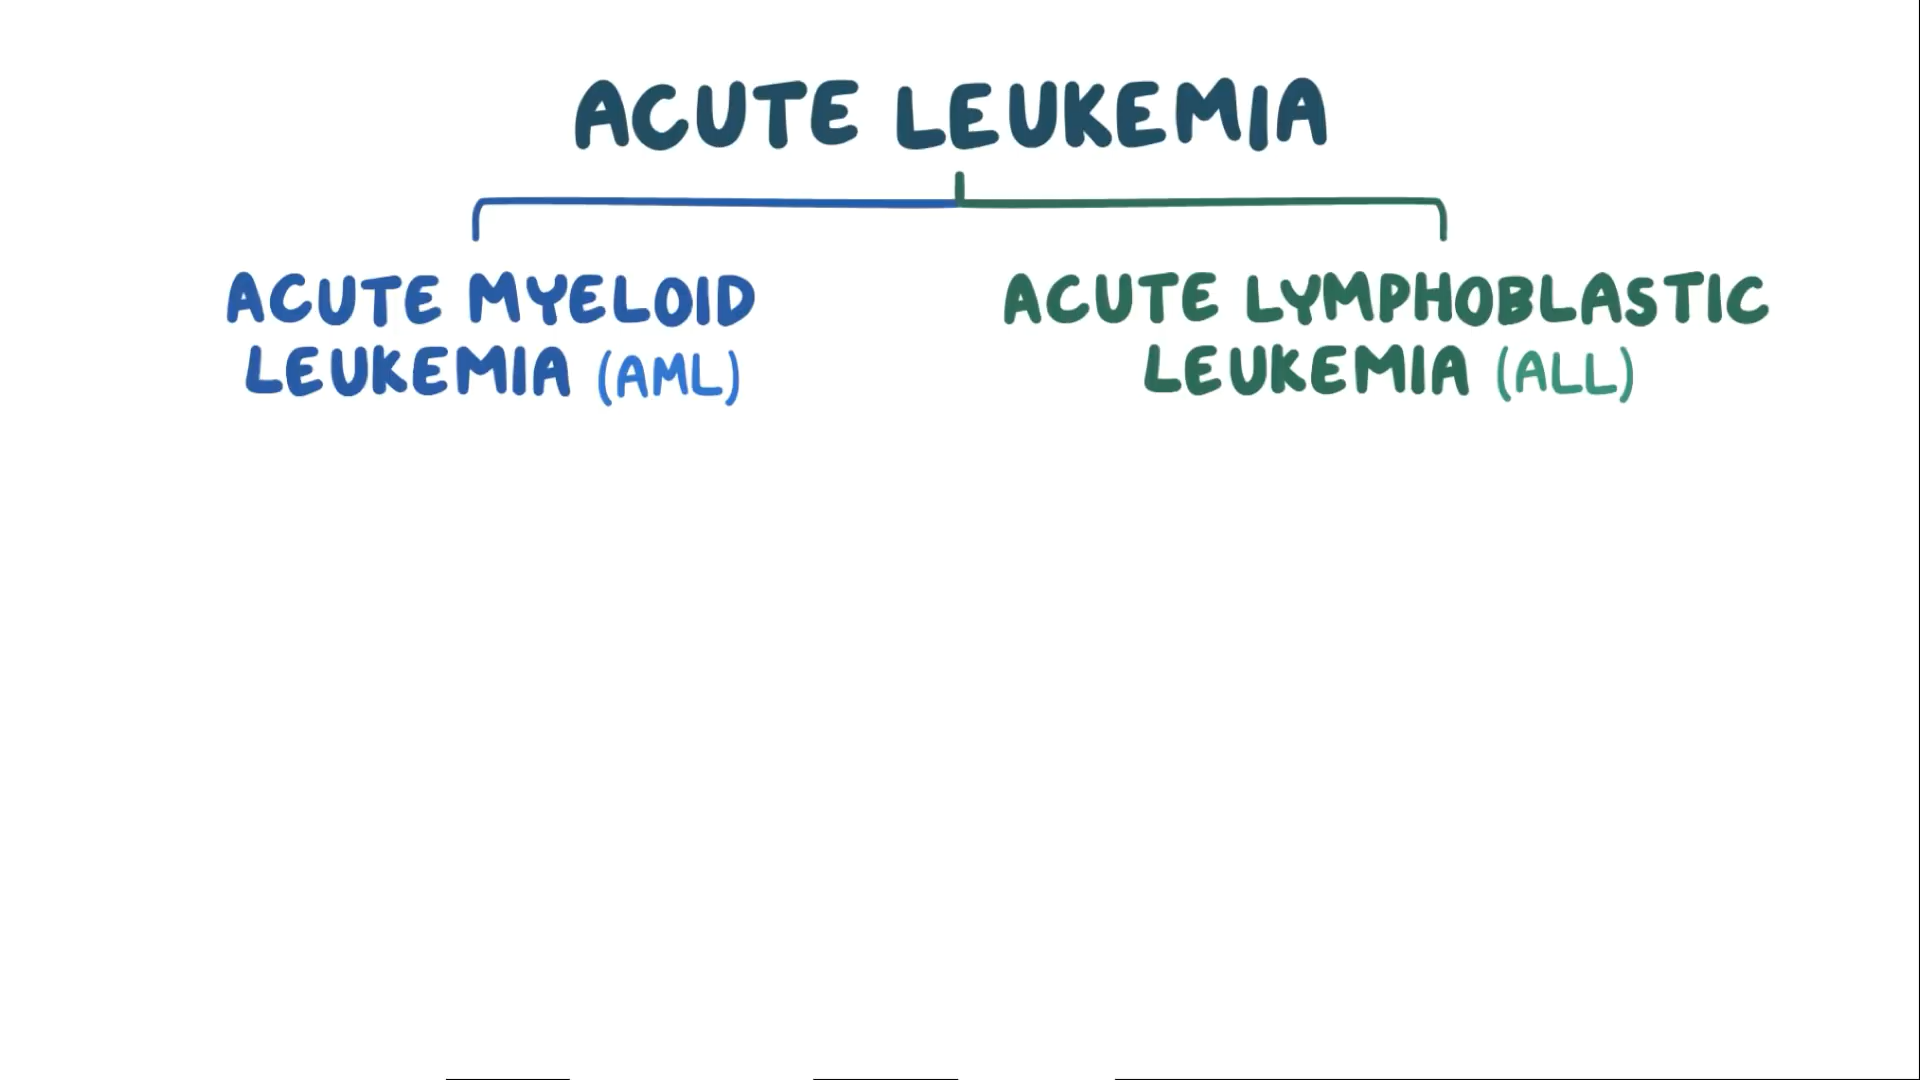 ACUTE LEUKEMIA
ACUTE MYELOID
LEUKEMIA (AML)
ACUTE LYMPHOBLASTIC
LEUKEMIA (ALL)